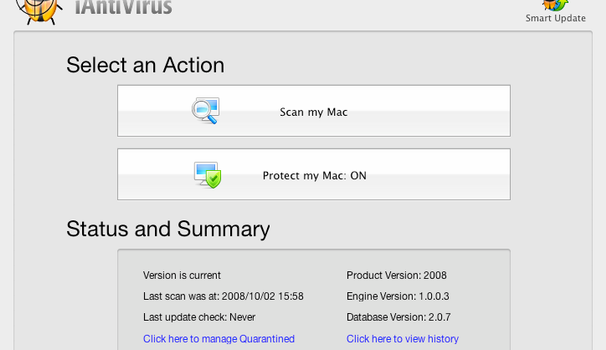 iAntiVirus
Smart Update
Select an Action
Scan my Mac
Protect my Mac: ON
Status and Summary
Version is current
Product Version: 2008
Last scan was at: 2008/10/02 15:58
Engine Version: 1.0.0.3
Last update check: Never
Database Version: 2.0.7
Click here to manage Quarantined
Click here to view history